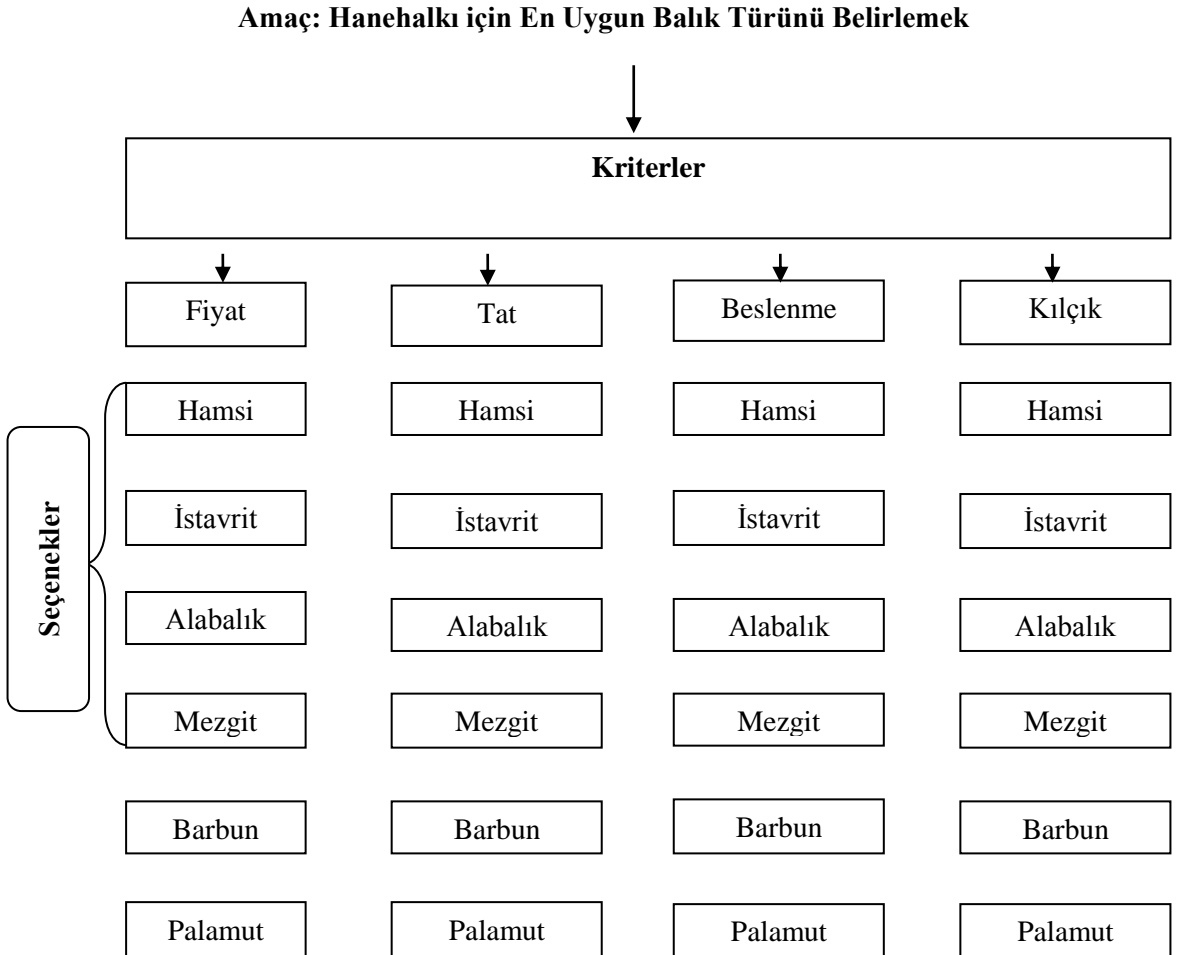 Amaç: Hanehalkı için En Uygun Balık Türünü Belirlemek
Kriterler
Fiyat
Tat
Beslenme
Kılçık
Seçenekler
Hamsi
Hamsi
Hamsi
Hamsi
İstavrit
İstavrit
İstavrit
İstavrit
Alabalık
Alabalık
Alabalık
Alabalık
Mezgit
Mezgit
Mezgit
Mezgit
Barbun
Barbun
Barbun
Barbun
Palamut
Palamut
Palamut
Palamut